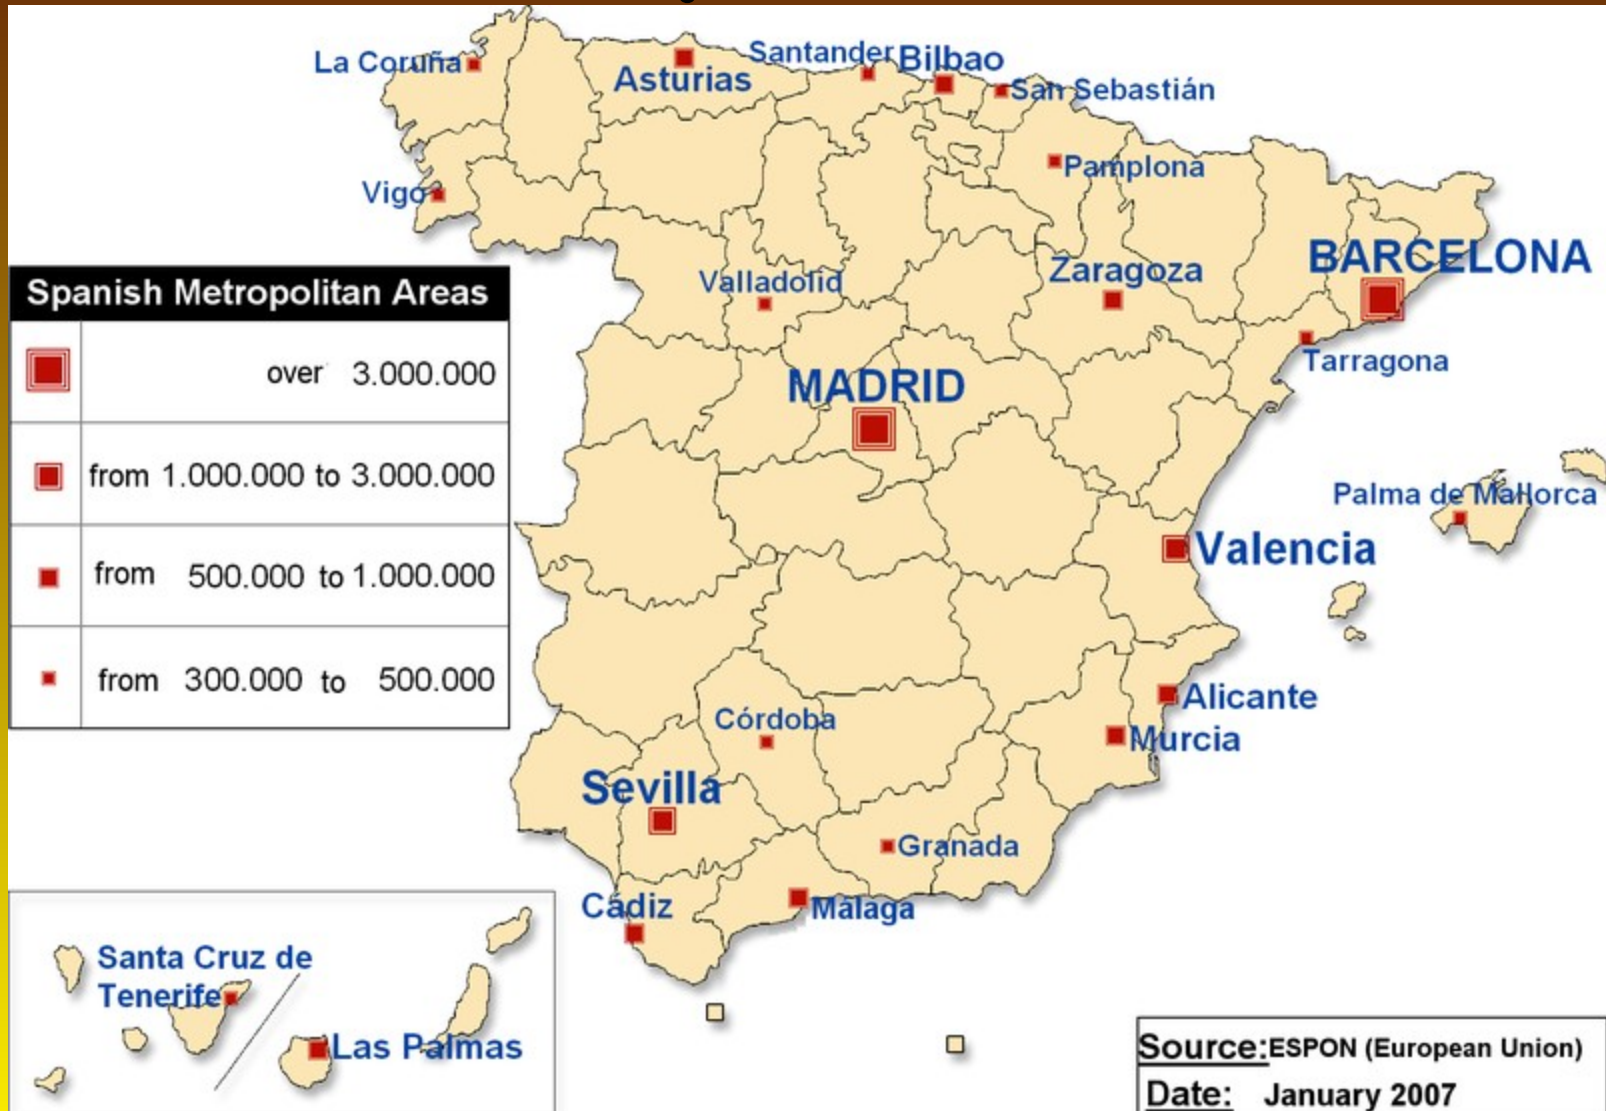 La Coruña
Asturias
Santander
Bilbao
San Sebastián
Vigo
Pamplona
BARCELONA
Valladolid
Zaragoza
Tarragona
MADRID
Palma de Mallorca
Valencia
Alicante
Murcia
Córdoba
Sevilla
Granada
Cádiz
Málaga
Spanish Metropolitan Areas
over 3.000.000
from 1.000.000 to 3.000.000
from 500.000 to 1.000.000
from 300.000 to 500.000
Santa Cruz de
Tenerife
Las Palmas
Source: ESPON (European Union)
Date: January 2007